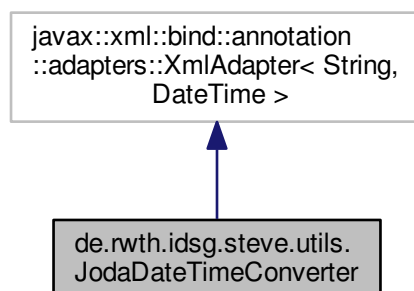 javax::xml::bind::annotation
::adapters::XmlAdapter< String,
DateTime >
de.rwth.idsg.steve.utils.
JodaDateTimeConverter